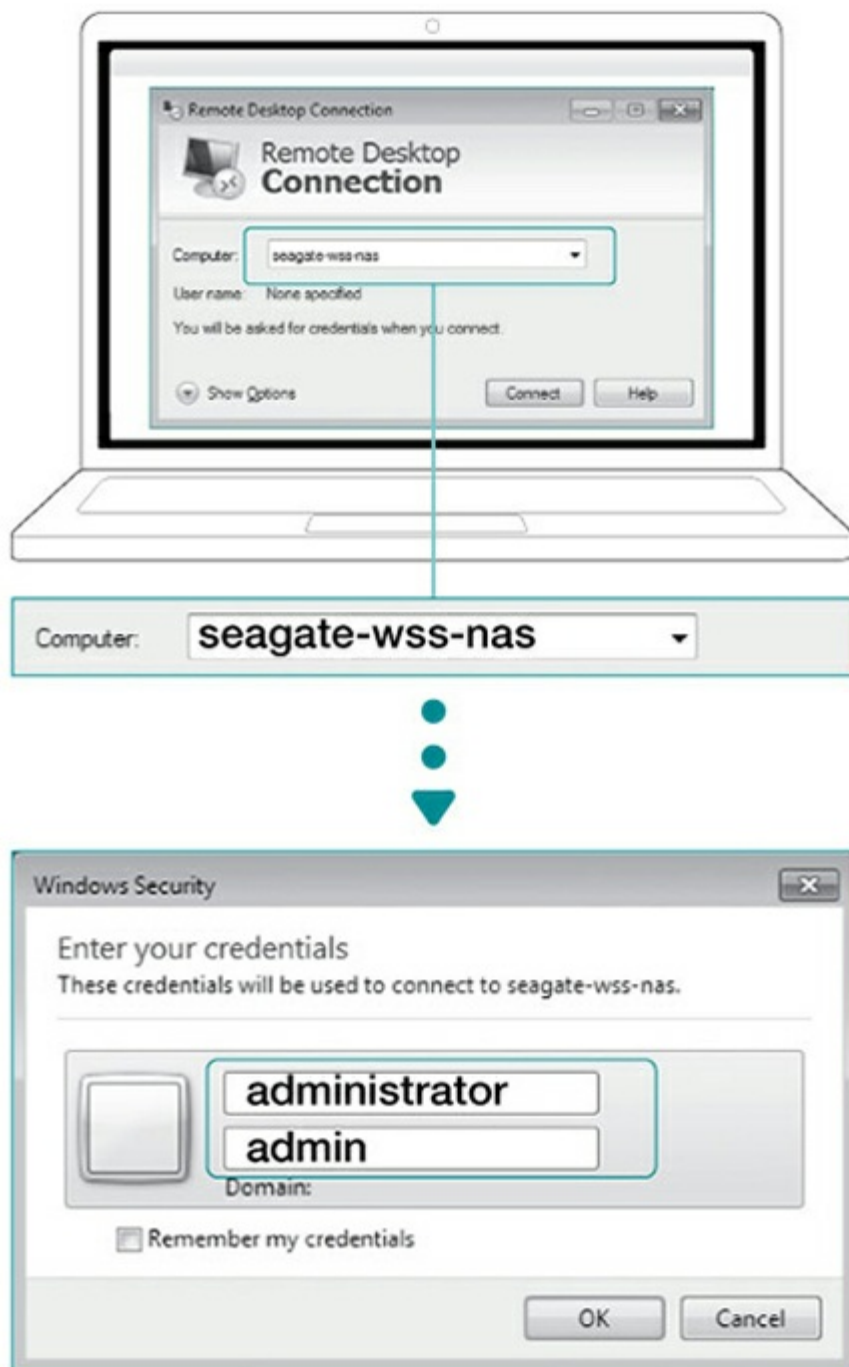 Remote Desktop Connection
Remote Desktop
Connection
Computer: seagate-wss-nas
User name: None specified
You will be asked for credentials when you connect.
Show Options Connect Help
Computer: seagate-wss-nas
Windows Security
Enter your credentials
These credentials will be used to connect to seagate-wss-nas.
administrator
admin
Domain:
Remember my credentials
OK Cancel